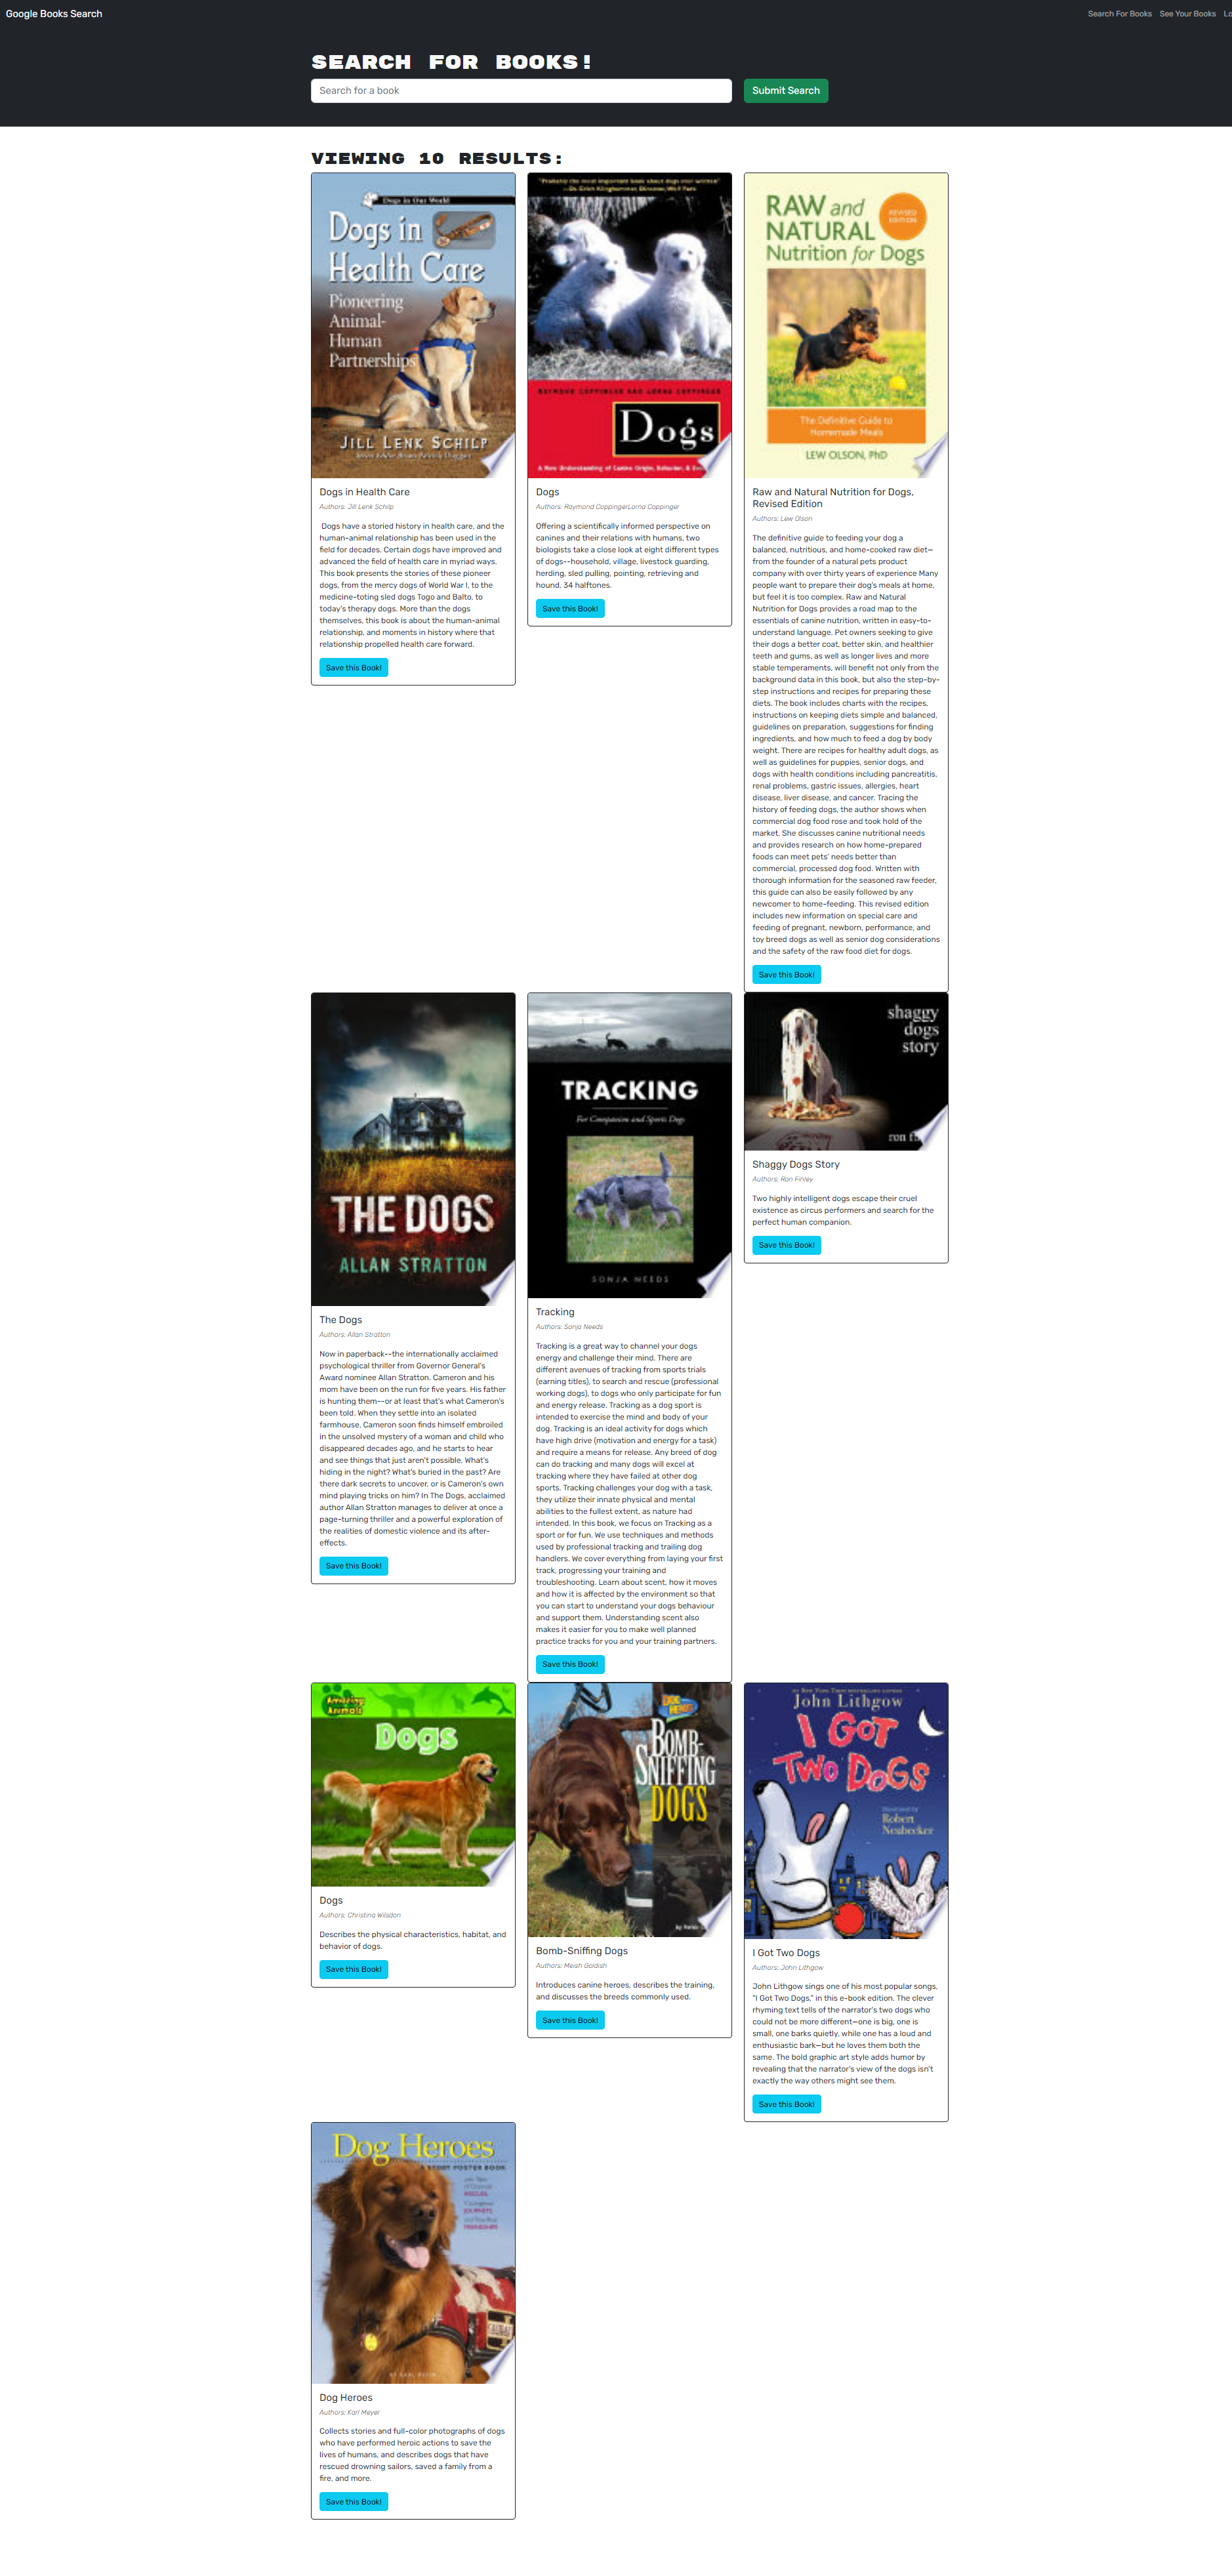 Google Books Search
Search For Books
See Your Books
Lo
SEARCH FOR BOOKS!
Search for a book
Submit Search
VIEWING 10 RESULTS:
Dogs in Our World
Dogs in
Health Care
Pioneering
Animal-
Human
Partnerships
JILL LENK SCHILP
Dogs in Health Care
Authors: Jill Lenk Schilp
Dogs have a storied history in health care, and the
human-animal relationship has been used in the
field for decades. Certain dogs have improved and
advanced the field of health care in myriad ways.
This book presents the stories of these pioneer
dogs, from the mercy dogs of World War I, to the
medicine-toting sled dogs Togo and Balto, to
today's therapy dogs. More than the dogs
themselves, this book is about the human-animal
relationship, and moments in history where that
relationship propelled health care forward.
Save this Book!
"Probably the most important book about dogs ever written"
—Dr. Erich Klinghammer, Director, Wolf Park
RAYMOND COPPINGER AND LORNA COPPINGER
Dogs
A New Understanding of Canine Origin, Behavior, &
Dogs
Authors: Raymond CoppingerLorna Coppinger
Offering a scientifically informed perspective on
canines and their relations with humans, two
biologists take a close look at eight different types
of dogs--household, village, livestock guarding,
herding, sled pulling, pointing, retrieving and
hound. 34 halftones.
Save this Book!
RAW and
NATURAL
Nutrition for Dogs
REVISED
EDITION
The Definitive Guide to
Homemade Meals
LEW OLSON, PhD
Raw and Natural Nutrition for Dogs,
Revised Edition
Authors: Lew Olson
The definitive guide to feeding your dog a
balanced, nutritious, and home-cooked raw diet—
from the founder of a natural pets product
company with over thirty years of experience Many
people want to prepare their dog's meals at home,
but feel it is too complex. Raw and Natural
Nutrition for Dogs provides a road map to the
essentials of canine nutrition, written in easy-to-
understand language. Pet owners seeking to give
their dogs a better coat, better skin, and healthier
teeth and gums, as well as longer lives and more
stable temperaments, will benefit not only from the
background data in this book, but also the step-by-
step instructions and recipes for preparing these
diets. The book includes charts with the recipes,
instructions on keeping diets simple and balanced,
guidelines on preparation, suggestions for finding
ingredients, and how much to feed a dog by body
weight. There are recipes for healthy adult dogs, as
well as guidelines for puppies, senior dogs, and
dogs with health conditions including pancreatitis,
renal problems, gastric issues, allergies, heart
disease, liver disease, and cancer. Tracing the
history of feeding dogs, the author shows when
commercial dog food rose and took hold of the
market. She discusses canine nutritional needs
and provides research on how home-prepared
foods can meet pets' needs better than
commercial, processed dog food. Written with
thorough information for the seasoned raw feeder,
this guide can also be easily followed by any
newcomer to home-feeding. This revised edition
includes new information on special care and
feeding of pregnant, newborn, performance, and
toy breed dogs as well as senior dog considerations
and the safety of the raw food diet for dogs.
Save this Book!
THE DOGS
ALLAN STRATTON
The Dogs
Authors: Allan Stratton
Now in paperback--the internationally acclaimed
psychological thriller from Governor General's
Award nominee Allan Stratton. Cameron and his
mom have been on the run for five years. His father
is hunting them--or at least that's what Cameron's
been told. When they settle into an isolated
farmhouse, Cameron soon finds himself embroiled
in the unsolved mystery of a woman and child who
disappeared decades ago, and he starts to hear
and see things that just aren't possible. What's
hiding in the night? What's buried in the past? Are
there dark secrets to uncover, or is Cameron's own
mind playing tricks on him? In The Dogs, acclaimed
author Allan Stratton manages to deliver at once a
page-turning thriller and a powerful exploration of
the realities of domestic violence and its after-
effects.
Save this Book!
TRACKING
For Companion and Sports Dogs
SONJA NEEDS
Tracking
Authors: Sonja Needs
Tracking is a great way to channel your dogs
energy and challenge their mind. There are
different avenues of tracking from sports trials
(earning titles), to search and rescue (professional
working dogs), to dogs who only participate for fun
and energy release. Tracking as a dog sport is
intended to exercise the mind and body of your
dog. Tracking is an ideal activity for dogs which
have high drive (motivation and energy for a task)
and require a means for release. Any breed of dog
can do tracking and many dogs will excel at
tracking where they have failed at other dog
sports. Tracking challenges your dog with a task,
they utilize their innate physical and mental
abilities to the fullest extent, as nature had
intended. In this book, we focus on Tracking as a
sport or for fun. We use techniques and methods
used by professional tracking and trailing dog
handlers. We cover everything from laying your first
track, progressing your training and
troubleshooting. Learn about scent, how it moves
and how it is affected by the environment so that
you can start to understand your dogs behaviour
and support them. Understanding scent also
makes it easier for you to make well planned
practice tracks for you and your training partners.
Save this Book!
shaggy
dogs
story
ron
Shaggy Dogs Story
Authors: Ron Finley
Two highly intelligent dogs escape their cruel
existence as circus performers and search for the
perfect human companion.
Save this Book!
Amazing
Animals
Dogs
Dogs
Authors: Christina Wilsdon
Describes the physical characteristics, habitat, and
behavior of dogs.
Save this Book!
DOG
HEROES
BOMB-
SNIFFING
DOGS
by
Bomb-Sniffing Dogs
Authors: Meish Goldish
Introduces canine heroes, describes the training,
and discusses the breeds commonly used.
Save this Book!
John Lithgow
I GOT
TWO DOGS
Illustrated by
Robert
Neubecker
I Got Two Dogs
Authors: John Lithgow
John Lithgow sings one of his most popular songs,
"I Got Two Dogs," in this e-book edition. The clever
rhyming text tells of the narrator's two dogs who
could not be more different—one is big, one is
small, one barks quietly, while one has a loud and
enthusiastic bark—but he loves them both the
same. The bold graphic art style adds humor by
revealing that the narrator's view of the dogs isn't
exactly the way others might see them.
Save this Book!
Dog Heroes
A STORY POSTER BOOK
Dog Heroes
Authors: Karl Meyer
Collects stories and full-color photographs of dogs
who have performed heroic actions to save the
lives of humans, and describes dogs that have
rescued drowning sailors, saved a family from a
fire, and more.
Save this Book!